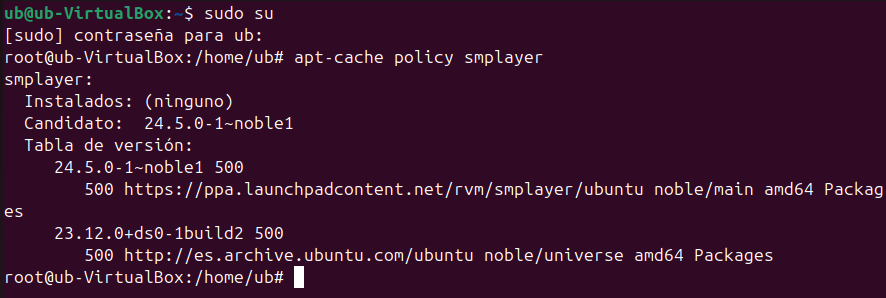 ub@ub-VirtualBox:~$ sudo su
[sudo] contraseña para ub:
root@ub-VirtualBox:/home/ub# apt-cache policy smplayer
smplayer:
  Instalados: (ninguno)
  Candidato:  24.5.0-1~noble1
  Tabla de versión:
     24.5.0-1~noble1 500
        500 https://ppa.launchpadcontent.net/rvm/smplayer/ubuntu noble/main amd64 Packag
es
     23.12.0+ds0-1build2 500
        500 http://es.archive.ubuntu.com/ubuntu noble/universe amd64 Packages
root@ub-VirtualBox:/home/ub#